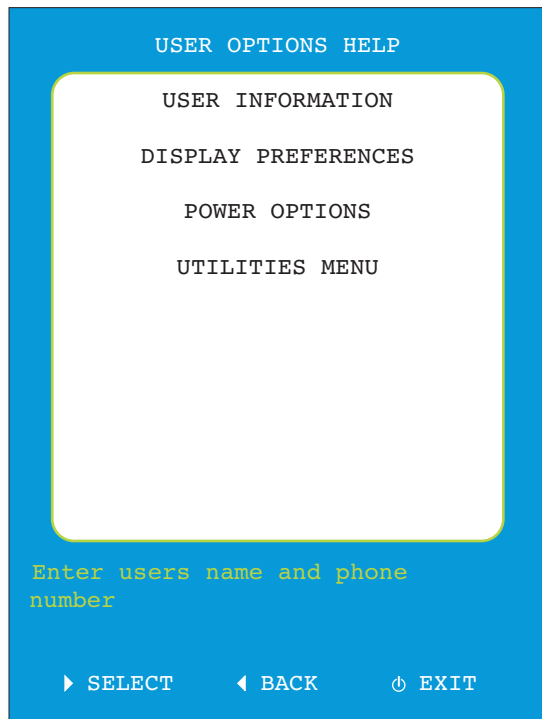 USER OPTIONS HELP
USER INFORMATION
DISPLAY PREFERENCES
POWER OPTIONS
UTILITIES MENU
Enter users name and phone
number
SELECT BACK EXIT